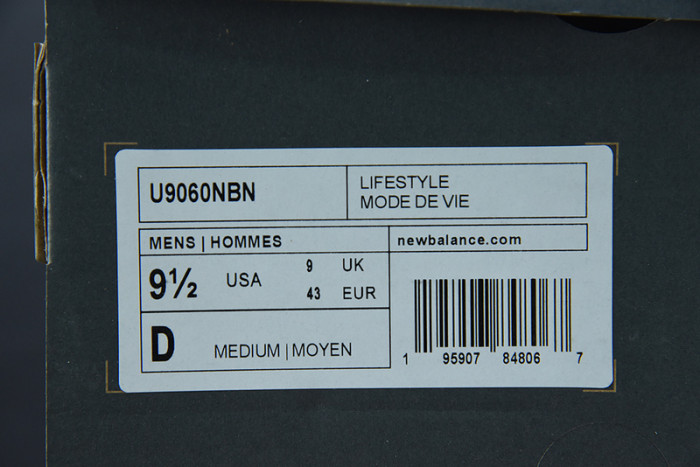 U9060NBN
LIFESTYLE
MODE DE VIE
MENS | HOMMES
newbalance.com
9½ USA 9 UK
43 EUR
D MEDIUM | MOYEN
1 95907 84806 7